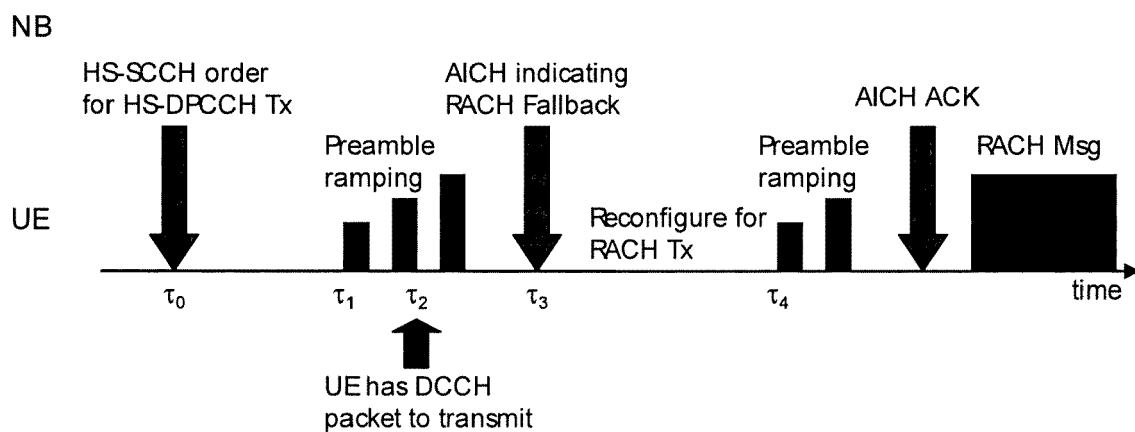 NB
HS-SCCH order
for HS-DPCCH Tx
AICH indicating
RACH Fallback
AICH ACK
Preamble
ramping
Preamble
ramping
RACH Msg
UE
Reconfigure for
RACH Tx
τ0
τ1
τ2
τ3
τ4
time
UE has DCCH
packet to transmit